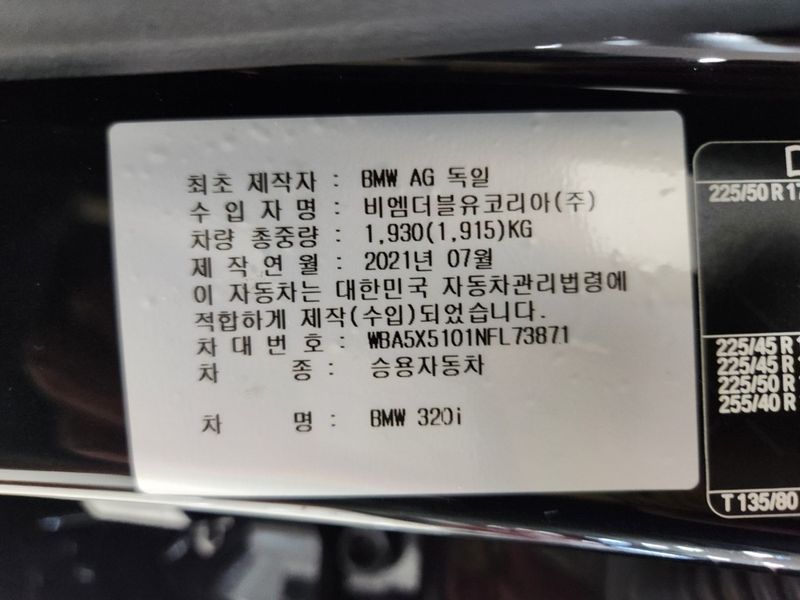 최초 제작자 : BMW AG 독일
수 입 자 명 : 비엠더블유코리아(주)
차량 총중량 : 1,930(1,915)KG
제 작 연 월 : 2021년 07월
이 자동차는 대한민국 자동차관리법령에
적합하게 제작(수입)되었습니다.
차 대 번 호 : WBA5X5101NFL73871
차 종 : 승용자동차
차 명 : BMW 320i
225/50 R 17
225/45 R
225/45 R
225/50 R
255/40 R
T 135/80